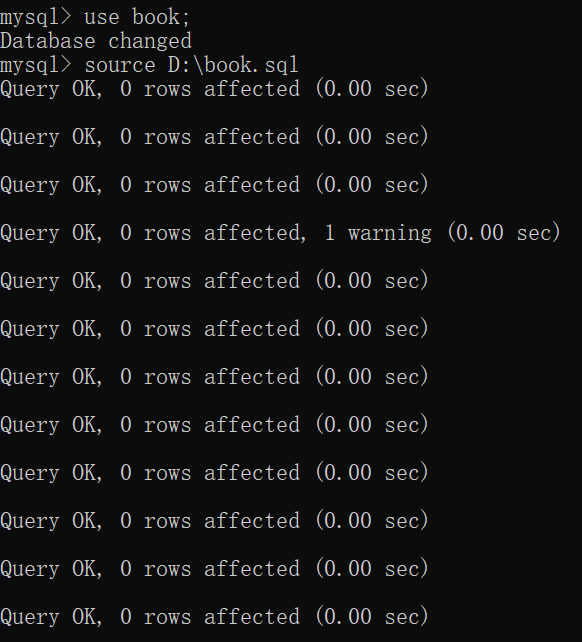 mysql> use book;
Database changed
mysql> source D:\book.sql
Query OK, 0 rows affected (0.00 sec)
Query OK, 0 rows affected (0.00 sec)
Query OK, 0 rows affected (0.00 sec)
Query OK, 0 rows affected, 1 warning (0.00 sec)
Query OK, 0 rows affected (0.00 sec)
Query OK, 0 rows affected (0.00 sec)
Query OK, 0 rows affected (0.00 sec)
Query OK, 0 rows affected (0.00 sec)
Query OK, 0 rows affected (0.00 sec)
Query OK, 0 rows affected (0.00 sec)
Query OK, 0 rows affected (0.00 sec)
Query OK, 0 rows affected (0.00 sec)